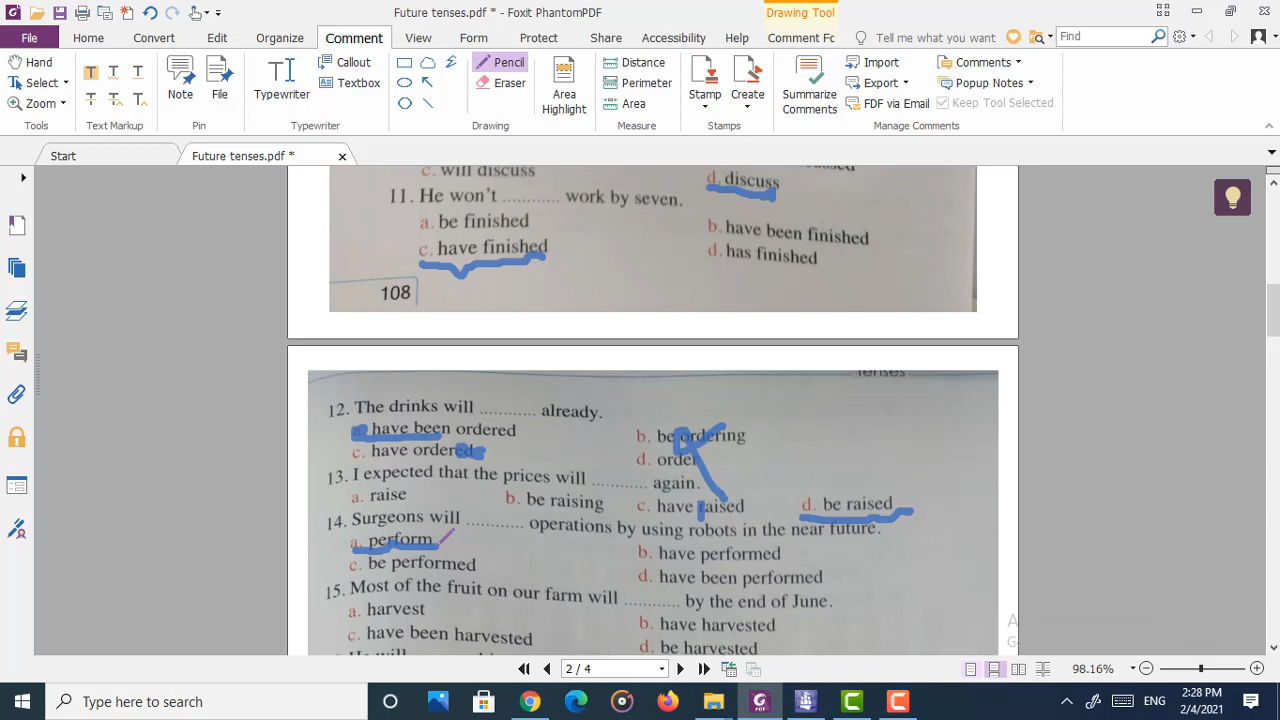 Future tenses.pdf * - Foxit PhantomPDF
Drawing Tool
File Home Convert Edit Organize Comment View Form Protect Share Accessibility Help Comment Fc Tell me what you want Find
Hand
Select
Zoom
Tools
Text Markup
Note
File
Pin
Typewriter
Callout
Textbox
Typewriter
Pencil
Eraser
Area Highlight
Drawing
Distance
Perimeter
Area
Measure
Stamp
Create
Stamps
Summarize Comments
Import
Export
FDF via Email
Comments
Popup Notes
Keep Tool Selected
Manage Comments
Start
Future tenses.pdf *
c. will discuss
d. discuss
11. He won't ............ work by seven.
a. be finished
b. have been finished
c. have finished
d. has finished
108
Tenses
12. The drinks will ............ already.
a. have been ordered
b. be ordering
c. have ordered
d. order
13. I expected that the prices will ............ again.
a. raise
b. be raising
c. have raised
d. be raised
14. Surgeons will ............ operations by using robots in the near future.
a. perform
b. have performed
c. be performed
d. have been performed
15. Most of the fruit on our farm will ............ by the end of June.
a. harvest
b. have harvested
c. have been harvested
d. be harvested
2 / 4
98.16%
Type here to search
ENG
2:28 PM
2/4/2021